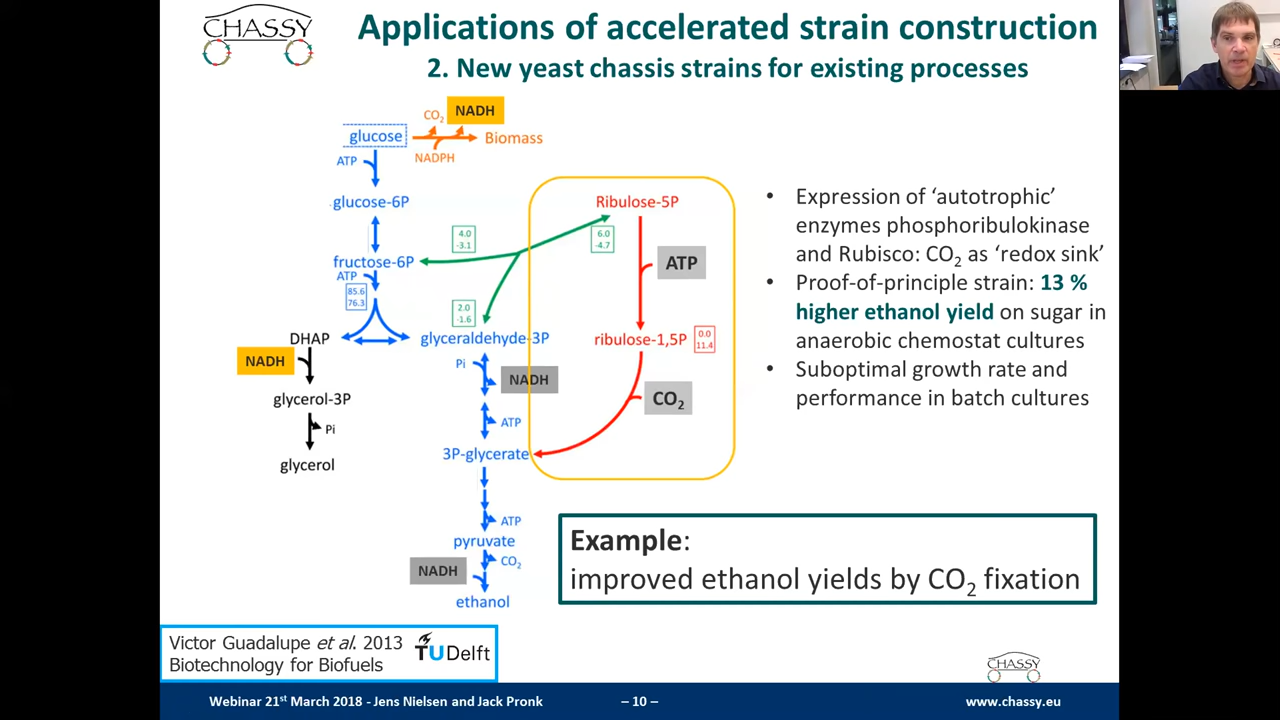 CHASSY
Applications of accelerated strain construction
2. New yeast chassis strains for existing processes
CO₂
NADH
glucose
Biomass
NADPH
ATP
glucose-6P
fructose-6P
ATP
85.6
76.3
4.0
-3.1
6.0
-4.7
2.0
-1.6
Ribulose-5P
ATP
ribulose-1,5P
0.0
11.4
CO₂
DHAP
NADH
glycerol-3P
Pi
glycerol
glyceraldehyde-3P
Pi
NADH
ATP
3P-glycerate
ATP
pyruvate
CO₂
NADH
ethanol
• Expression of ‘autotrophic’
enzymes phosphoribulokinase
and Rubisco: CO₂ as ‘redox sink’
• Proof-of-principle strain: 13 %
higher ethanol yield on sugar in
anaerobic chemostat cultures
• Suboptimal growth rate and
performance in batch cultures
Example:
improved ethanol yields by CO₂ fixation
Victor Guadalupe et al. 2013
Biotechnology for Biofuels
TUDelft
CHASSY
Webinar 21st March 2018 - Jens Nielsen and Jack Pronk
– 10 –
www.chassy.eu